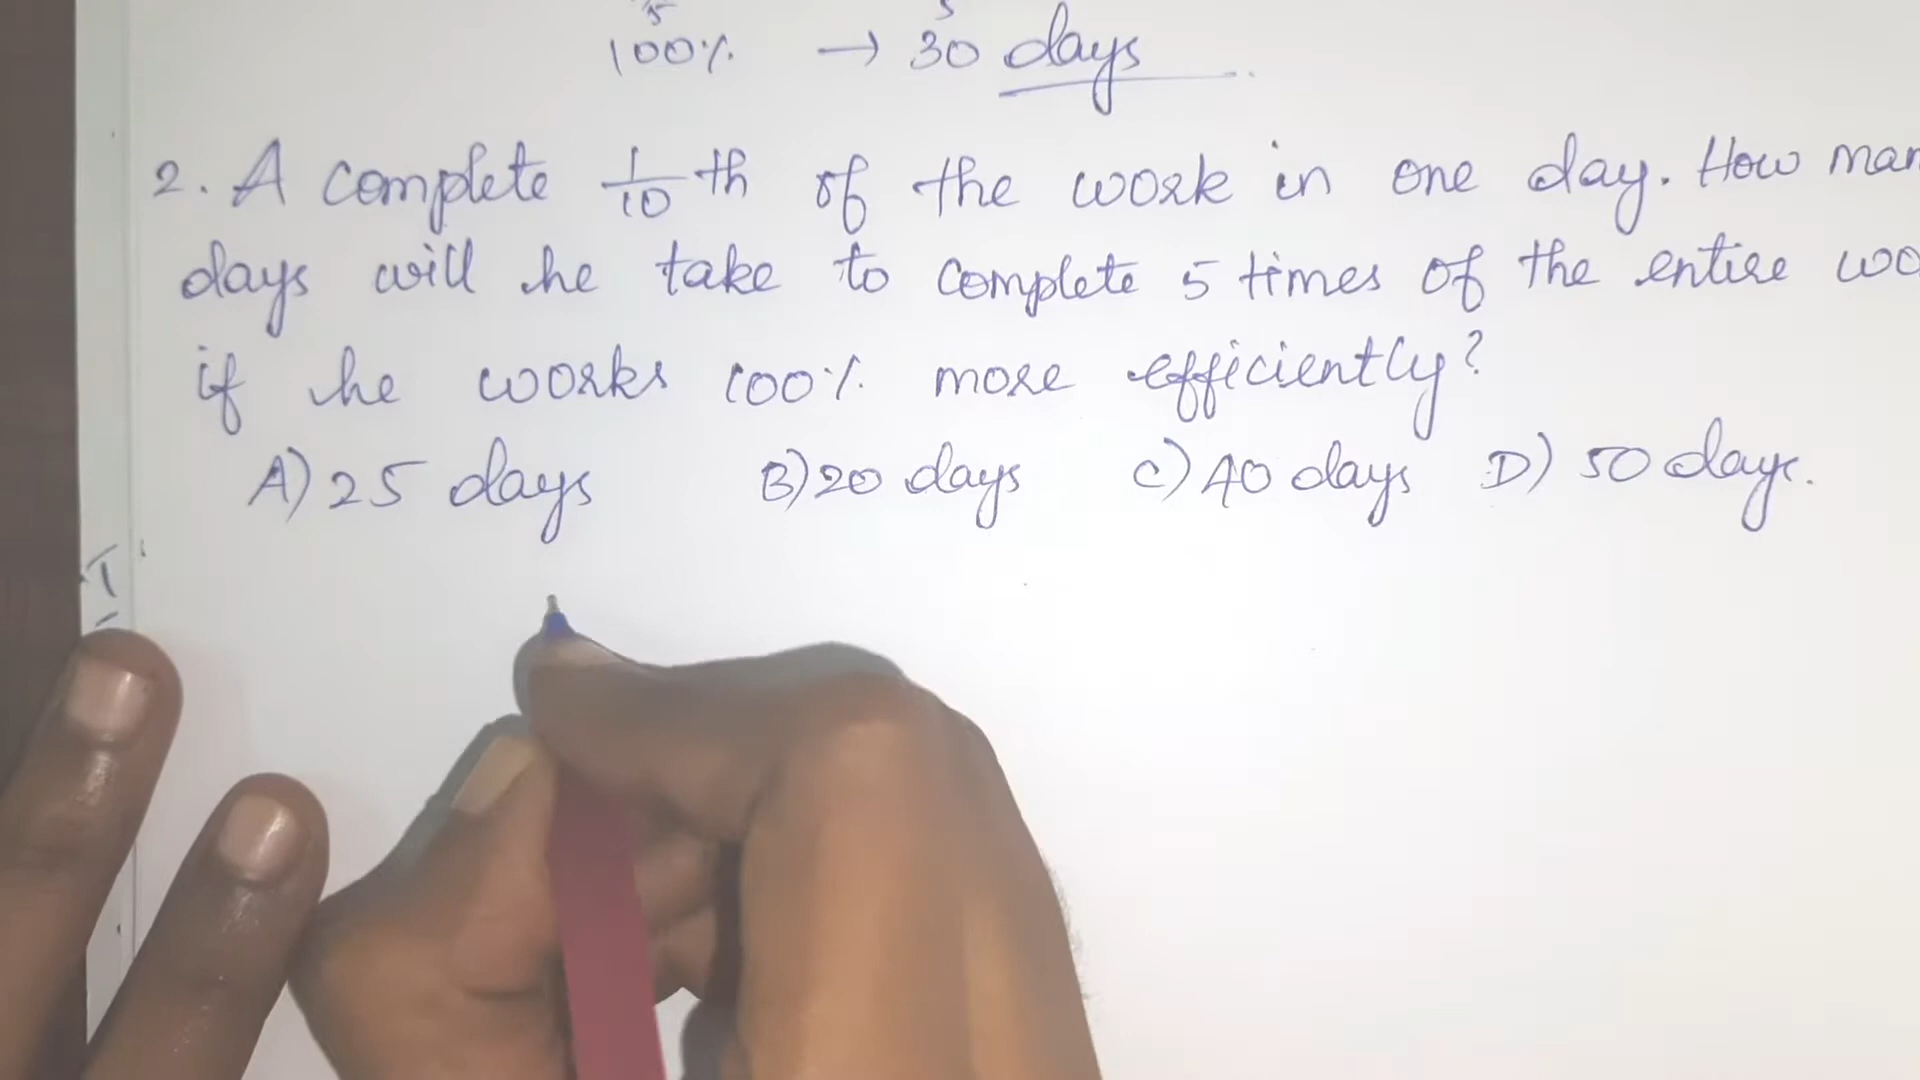 100% → 30 days
2. A complete 1/10 th of the work in one day. How
days will he take to complete 5 times of the entire
if he works 100% more efficiently?
A) 25 days B) 20 days C) 40 days D) 50 days.